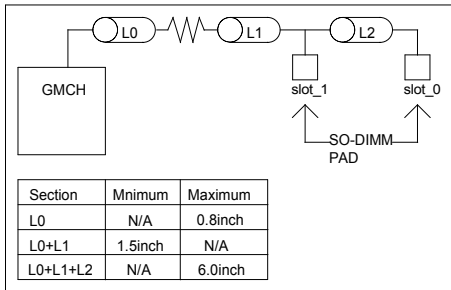 L0
L1
L2
GMCH
slot_1
slot_0
SO-DIMM
PAD
Section Mnimum Maximum
L0 N/A 0.8inch
L0+L1 1.5inch N/A
L0+L1+L2 N/A 6.0inch